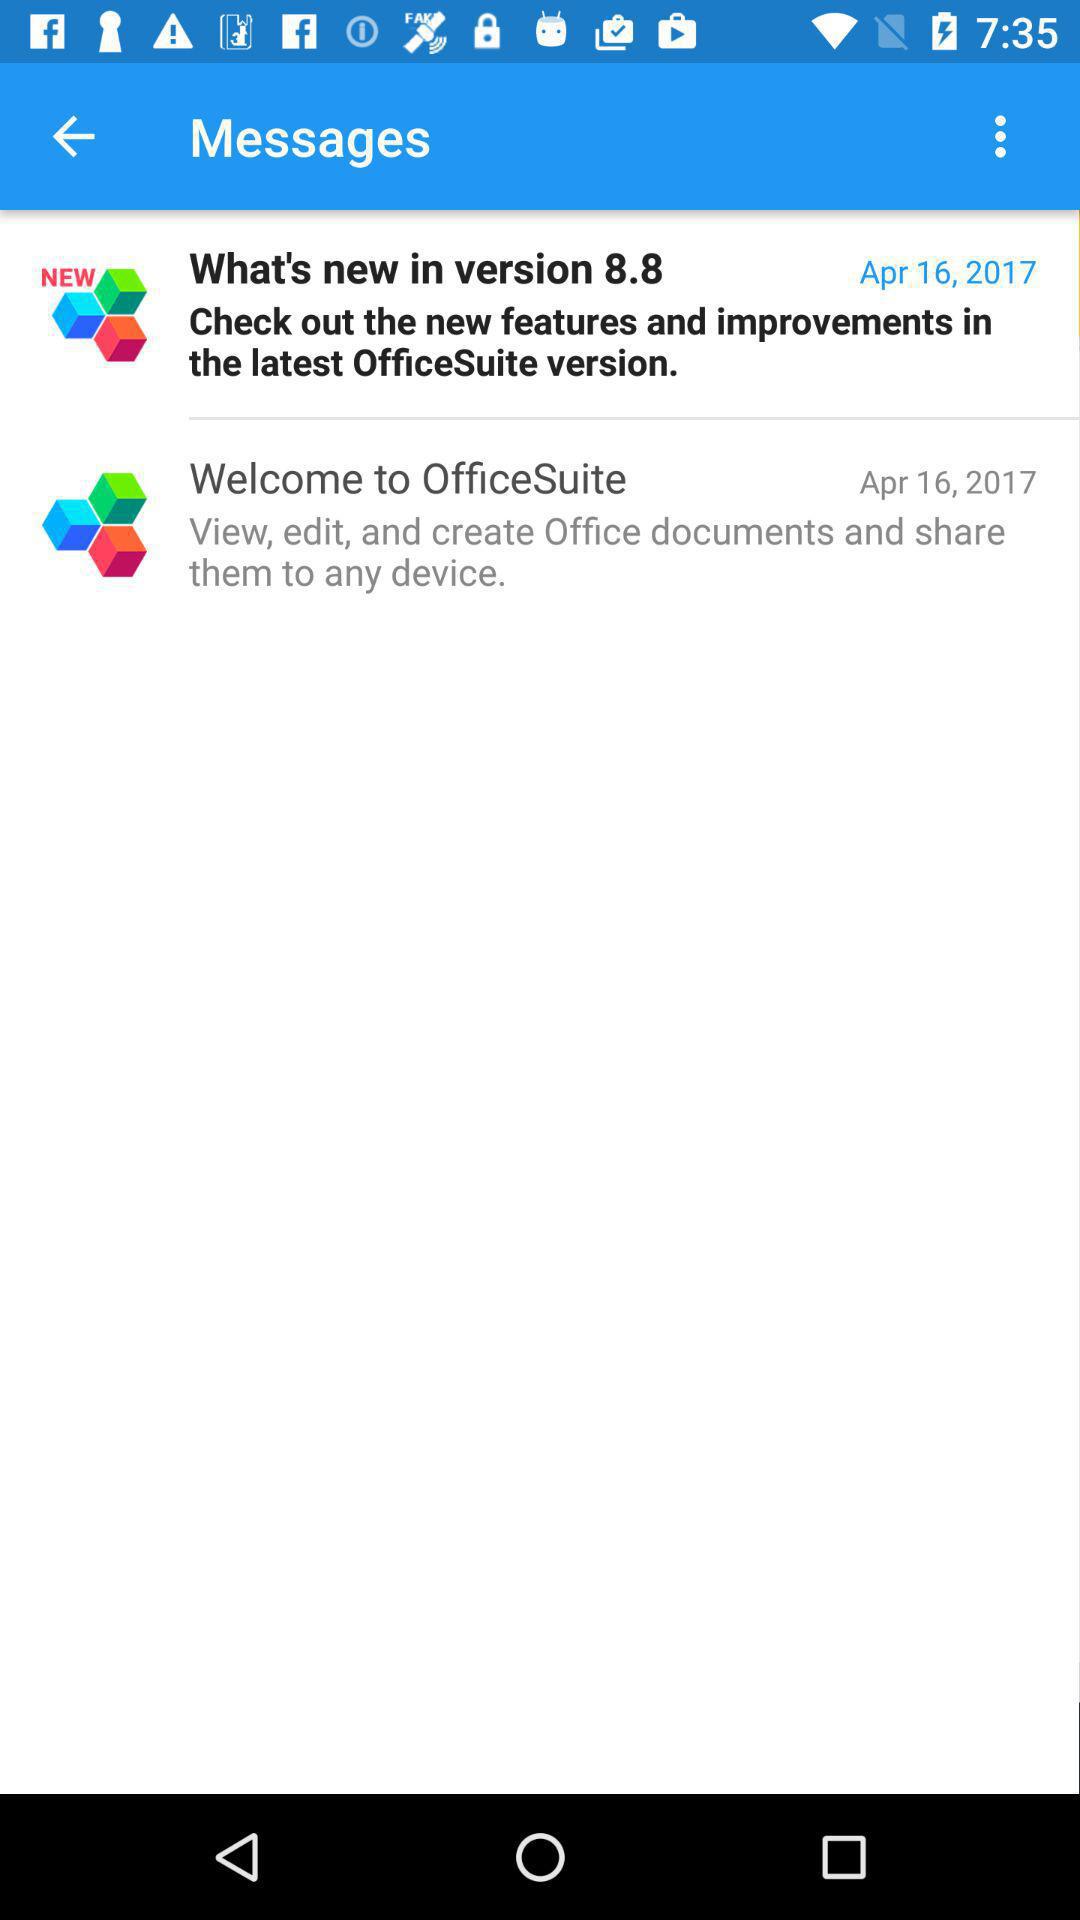 FAKE
7:35
Messages
NEW
What's new in version 8.8
Apr 16, 2017
Check out the new features and improvements in
the latest OfficeSuite version.
Welcome to OfficeSuite
Apr 16, 2017
View, edit, and create Office documents and share
them to any device.